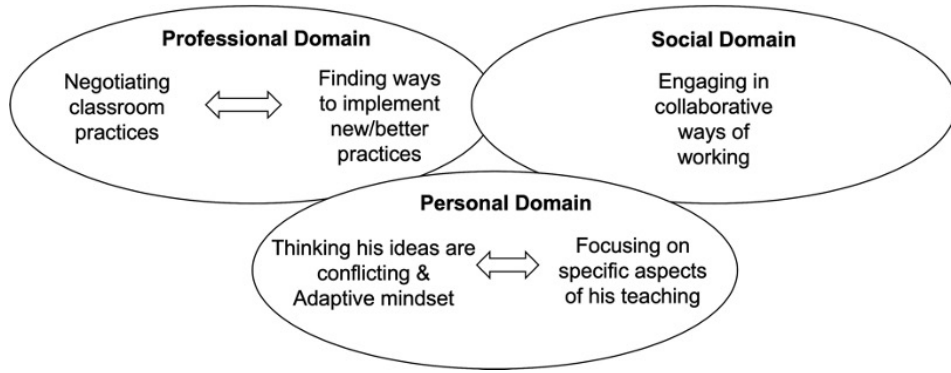 Professional Domain
Negotiating
classroom
practices
Finding ways
to implement
new/better
practices
Social Domain
Engaging in
collaborative
ways of
working
Personal Domain
Thinking his ideas are
conflicting &
Adaptive mindset
Focusing on
specific aspects
of his teaching